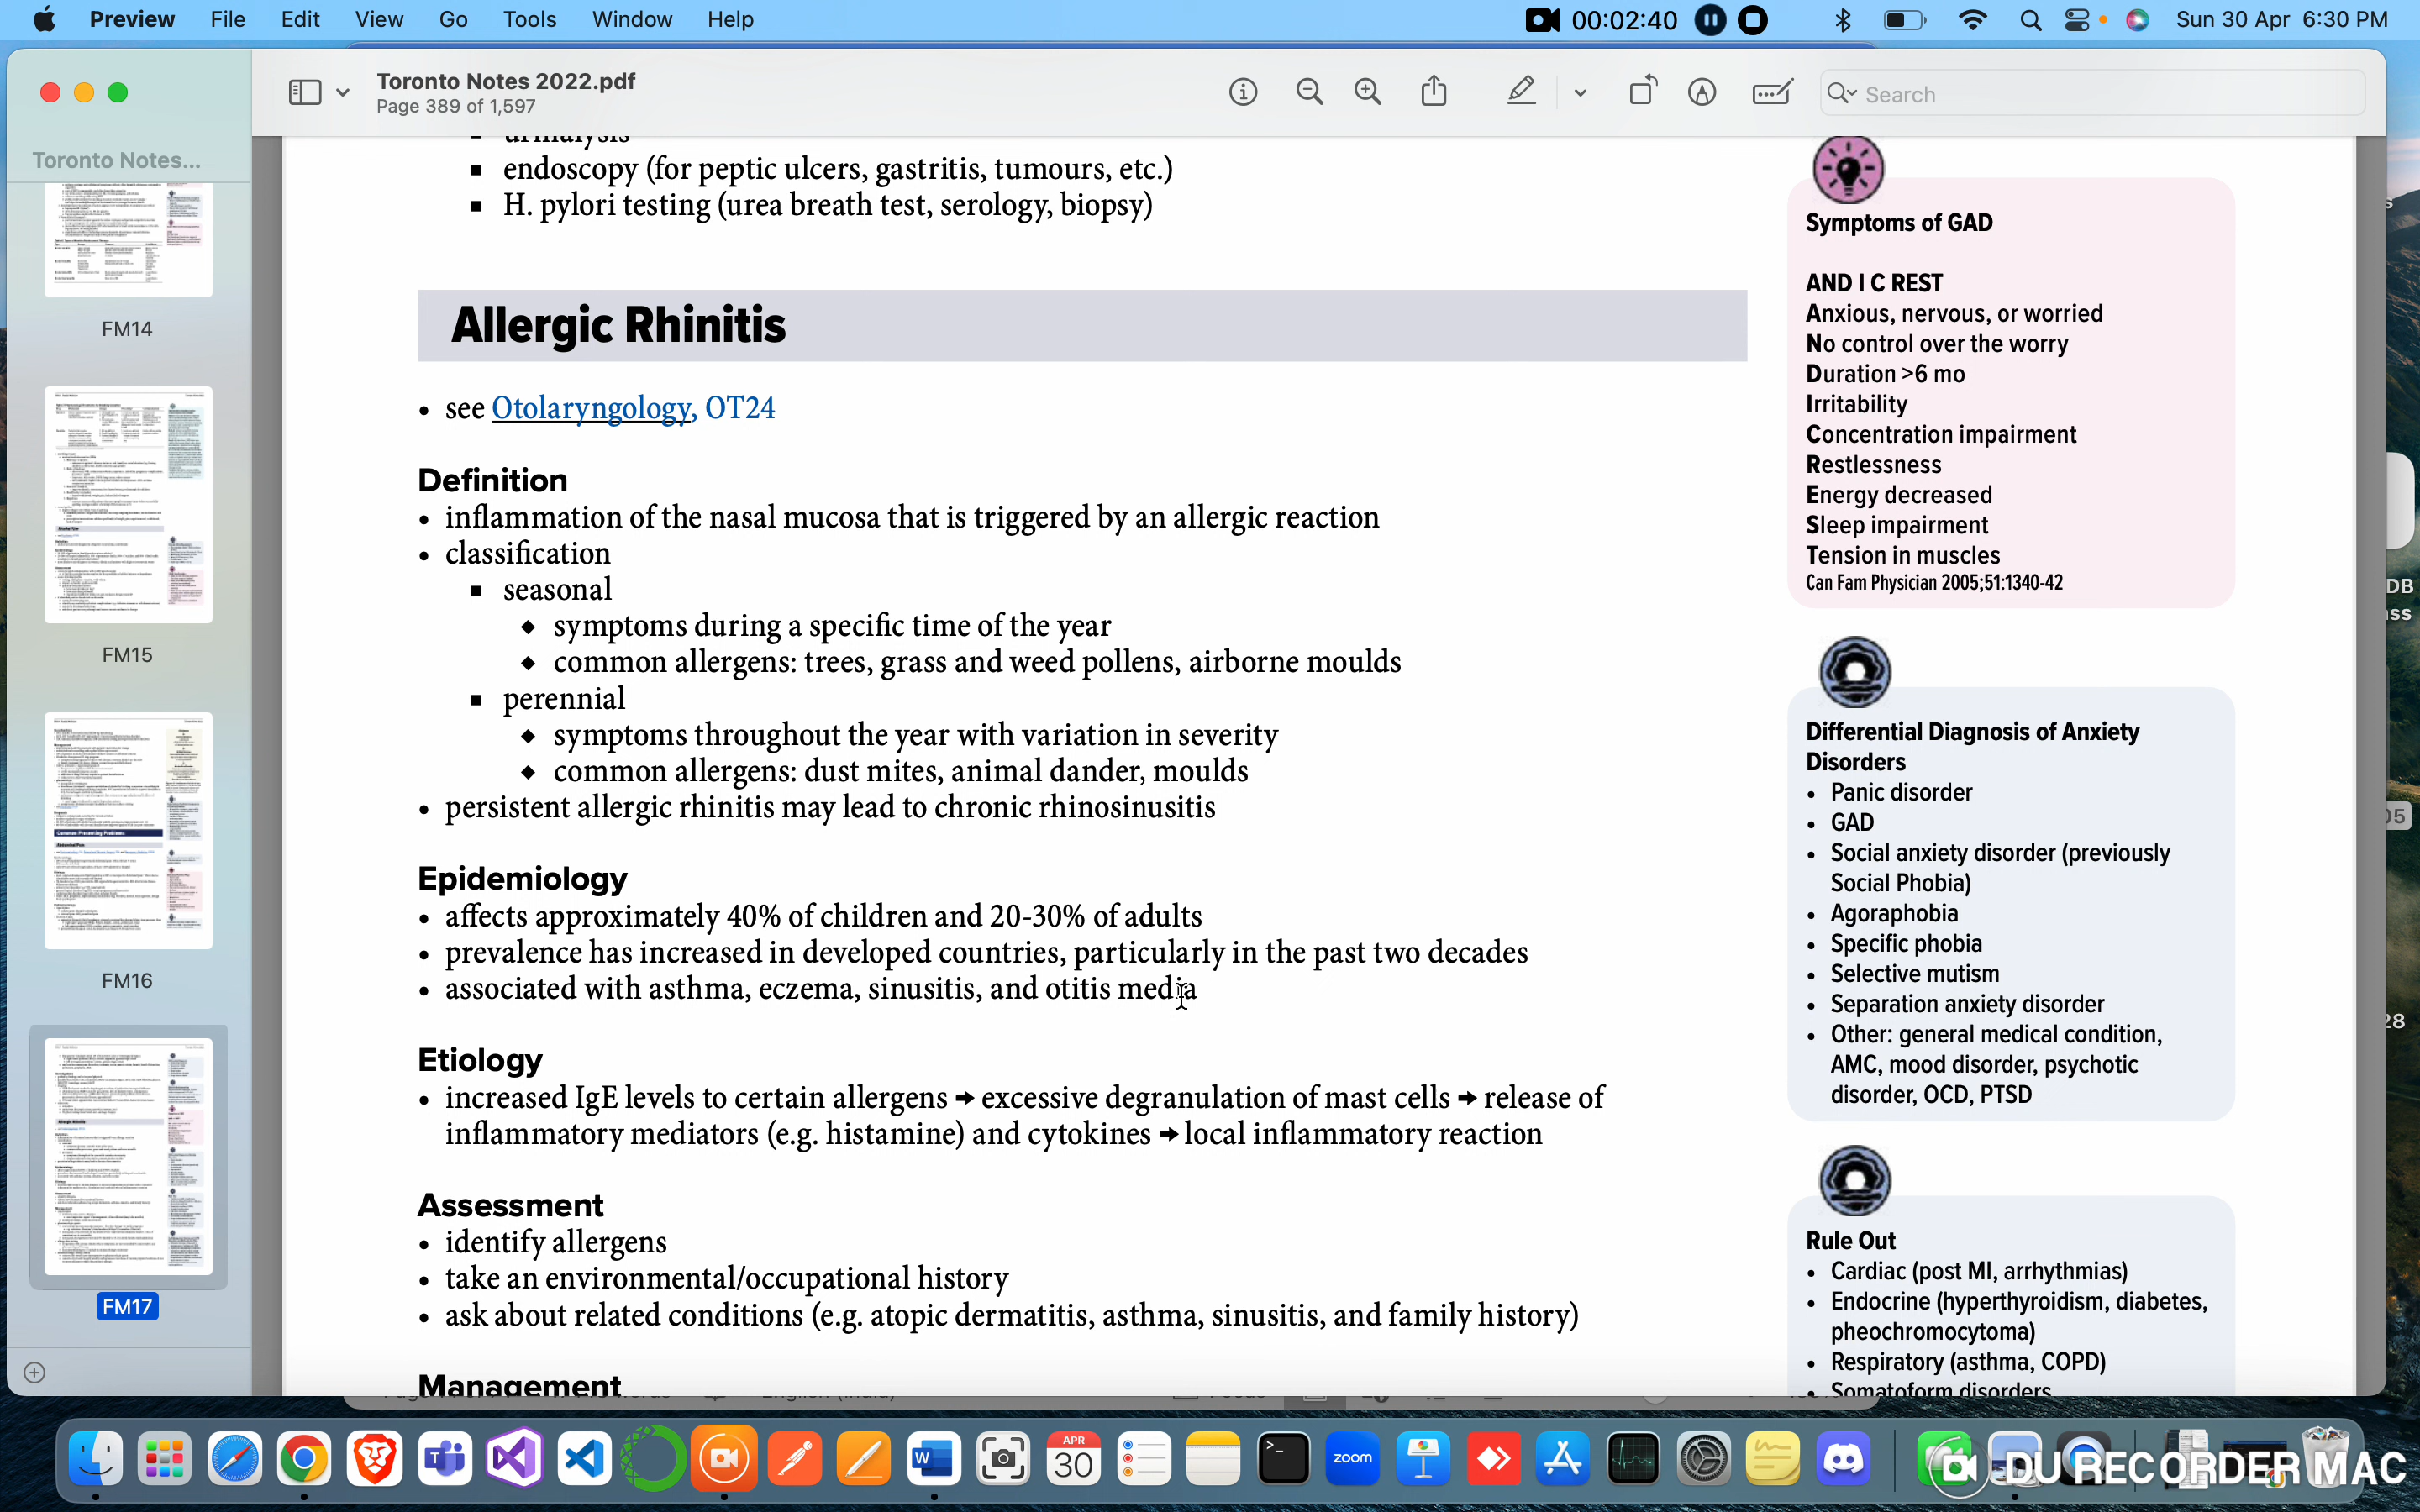 Preview File Edit View Go Tools Window Help 00:02:40 Sun 30 Apr 6:30 PM
Toronto Notes 2022.pdf
Page 389 of 1,597
Search
Toronto Notes...
FM14
FM15
FM16
FM17
urinalysis
▪ endoscopy (for peptic ulcers, gastritis, tumours, etc.)
▪ H. pylori testing (urea breath test, serology, biopsy)
Allergic Rhinitis
• see Otolaryngology, OT24
Definition
• inflammation of the nasal mucosa that is triggered by an allergic reaction
• classification
▪ seasonal
◆ symptoms during a specific time of the year
◆ common allergens: trees, grass and weed pollens, airborne moulds
▪ perennial
◆ symptoms throughout the year with variation in severity
◆ common allergens: dust mites, animal dander, moulds
• persistent allergic rhinitis may lead to chronic rhinosinusitis
Epidemiology
• affects approximately 40% of children and 20-30% of adults
• prevalence has increased in developed countries, particularly in the past two decades
• associated with asthma, eczema, sinusitis, and otitis media
Etiology
• increased IgE levels to certain allergens → excessive degranulation of mast cells → release of
inflammatory mediators (e.g. histamine) and cytokines → local inflammatory reaction
Assessment
• identify allergens
• take an environmental/occupational history
• ask about related conditions (e.g. atopic dermatitis, asthma, sinusitis, and family history)
Management
Symptoms of GAD
AND I C REST
Anxious, nervous, or worried
No control over the worry
Duration >6 mo
Irritability
Concentration impairment
Restlessness
Energy decreased
Sleep impairment
Tension in muscles
Can Fam Physician 2005;51:1340-42
Differential Diagnosis of Anxiety
Disorders
• Panic disorder
• GAD
• Social anxiety disorder (previously
Social Phobia)
• Agoraphobia
• Specific phobia
• Selective mutism
• Separation anxiety disorder
• Other: general medical condition,
AMC, mood disorder, psychotic
disorder, OCD, PTSD
Rule Out
• Cardiac (post MI, arrhythmias)
• Endocrine (hyperthyroidism, diabetes,
pheochromocytoma)
• Respiratory (asthma, COPD)
• Somatoform disorders
DB
ss
05
28
APR
30
zoom
DU RECORDER MAC